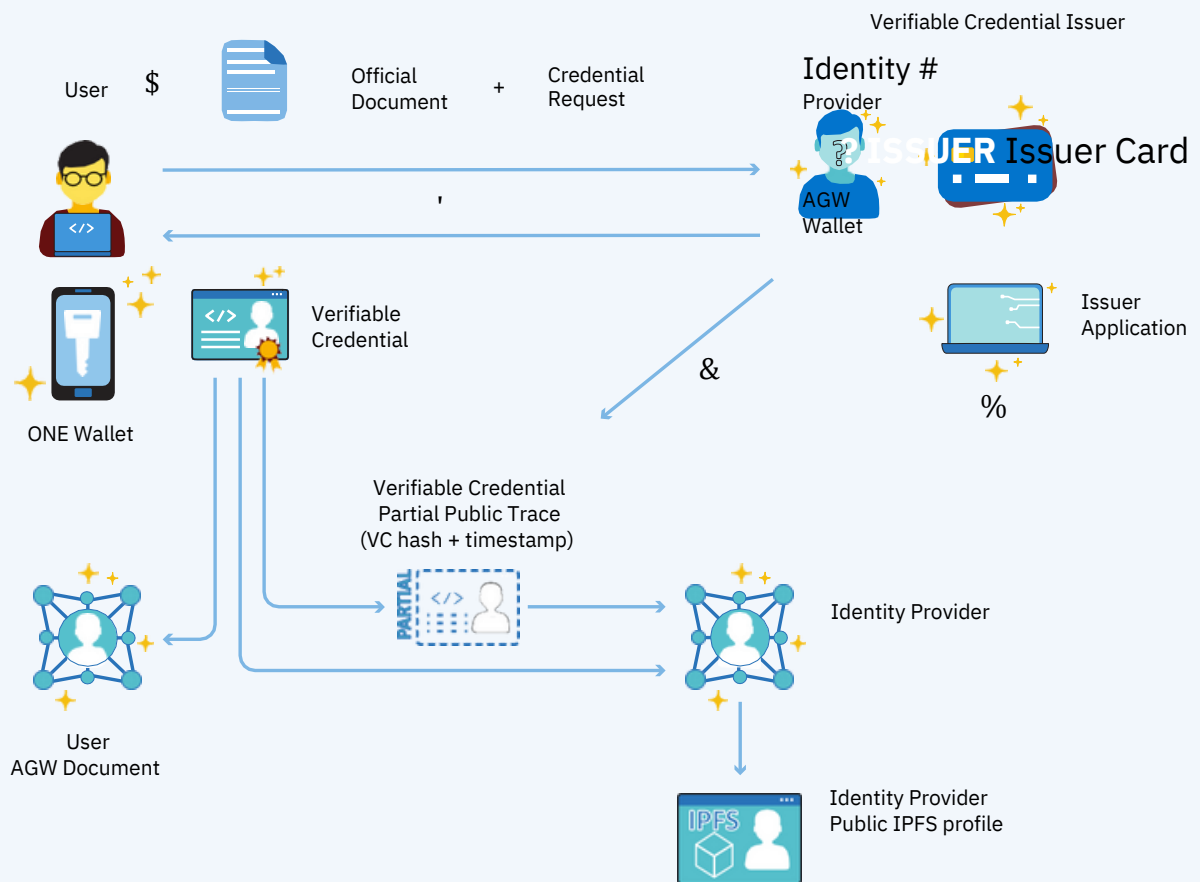 Verifiable Credential Issuer
Identity #
Provider
User
$
Official
Document
+
Credential
Request
? ISSUER Issuer Card
AGW
Wallet
'
</>
</>
Verifiable
Credential
Issuer
Application
&
%
ONE Wallet
Verifiable Credential
Partial Public Trace
(VC hash + timestamp)
PARTIAL
</>
Identity Provider
User
AGW Document
IPFS
Identity Provider
Public IPFS profile